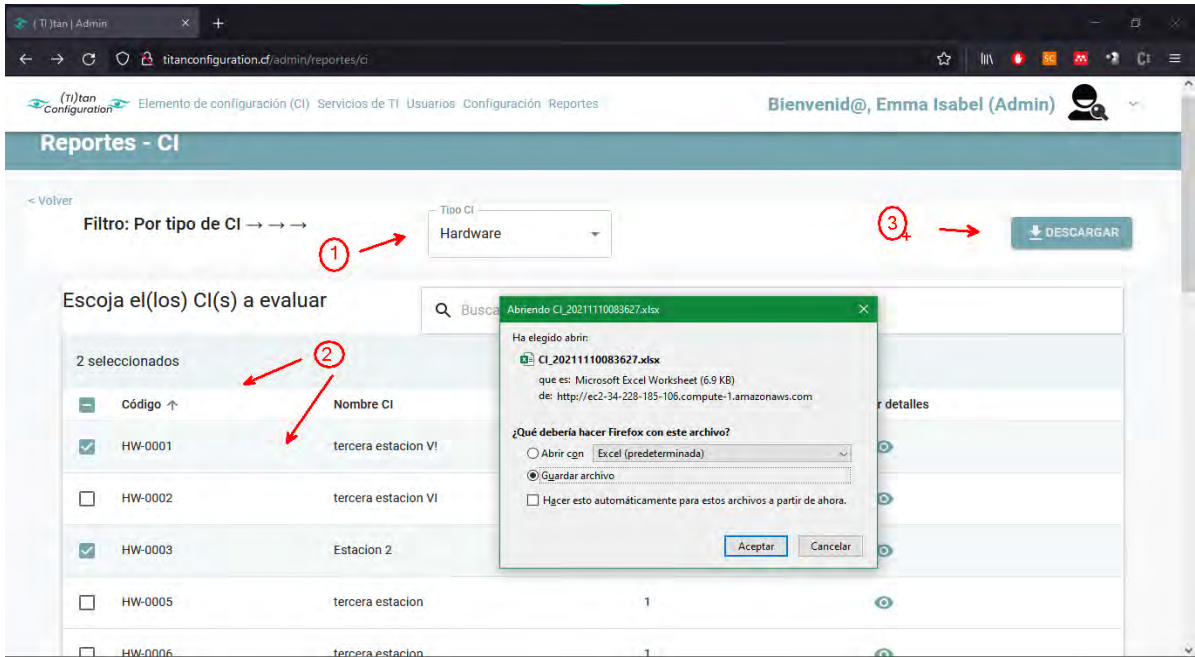 (TI)tan | Admin
titanconfiguration.cf/admin/reportes/ci
(TI)tan
Configuration
Elemento de configuración (CI) Servicios de TI Usuarios Configuración Reportes
Bienvenid@, Emma Isabel (Admin)
Reportes - CI
< Volver
Filtro: Por tipo de CI → → →
Tipo CI
Hardware
1
3
DESCARGAR
Escoja el(los) CI(s) a evaluar
Busca
2 seleccionados
2
Código ↑
Nombre CI
r detalles
HW-0001
tercera estacion V!
HW-0002
tercera estacion VI
HW-0003
Estacion 2
HW-0005
tercera estacion
1
HW-0006
tercera estacion
1
Abriendo CI_20211110083627.xlsx
Ha elegido abrir:
CI_20211110083627.xlsx
que es: Microsoft Excel Worksheet (6.9 KB)
de: http://ec2-34-228-185-106.compute-1.amazonaws.com
¿Qué debería hacer Firefox con este archivo?
Abrir con
Excel (predeterminada)
Guardar archivo
Hacer esto automáticamente para estos archivos a partir de ahora.
Aceptar
Cancelar